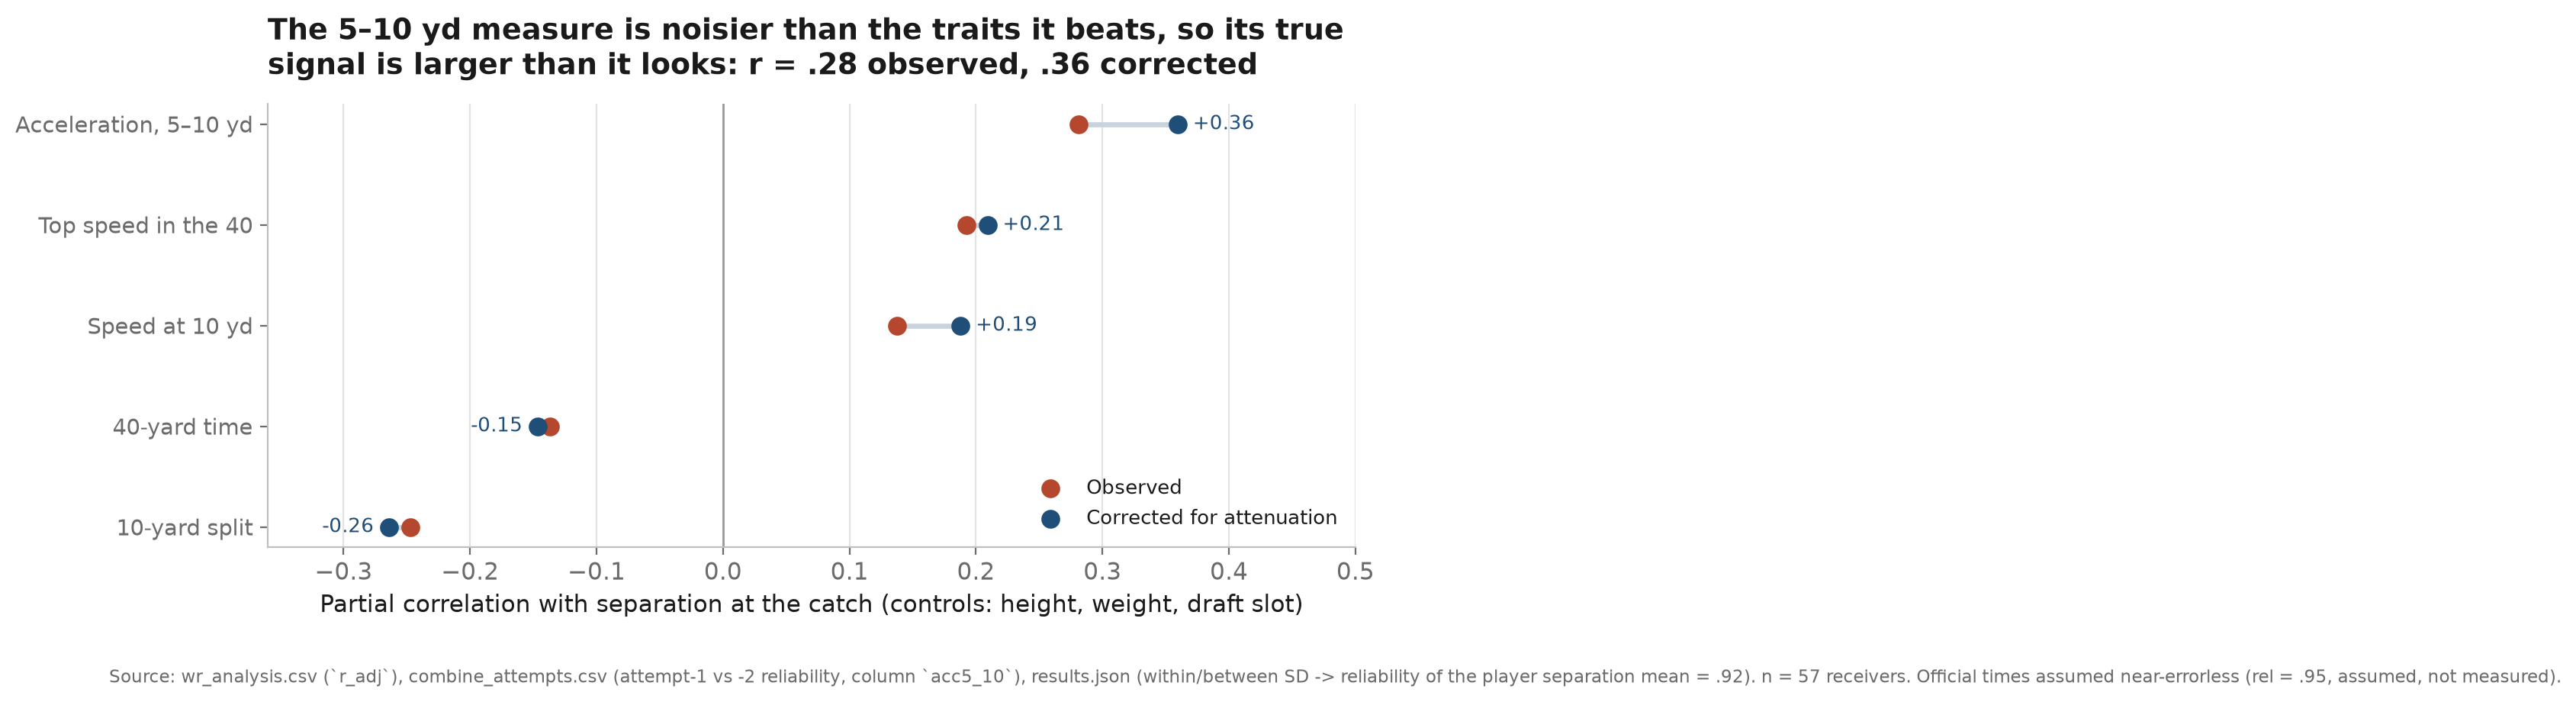 The 5–10 yd measure is noisier than the traits it beats, so its true
signal is larger than it looks: r = .28 observed, .36 corrected
Acceleration, 5–10 yd
+0.36
Top speed in the 40
+0.21
Speed at 10 yd
+0.19
40-yard time
-0.15
10-yard split
-0.26
Observed
Corrected for attenuation
−0.3 −0.2 −0.1 0.0 0.1 0.2 0.3 0.4 0.5
Partial correlation with separation at the catch (controls: height, weight, draft slot)
Source: wr_analysis.csv (`r_adj`), combine_attempts.csv (attempt-1 vs -2 reliability, column `acc5_10`), results.json (within/between SD -> reliability of the player separation mean = .92). n = 57 receivers. Official times assumed near-errorless (rel = .95, assumed, not measured).